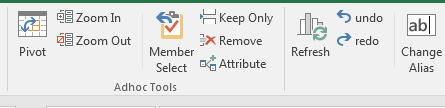 Pivot
Zoom In
Zoom Out
Member
Select
Keep Only
Remove
Attribute
Adhoc Tools
Refresh
undo
redo
ab
Change
Alias